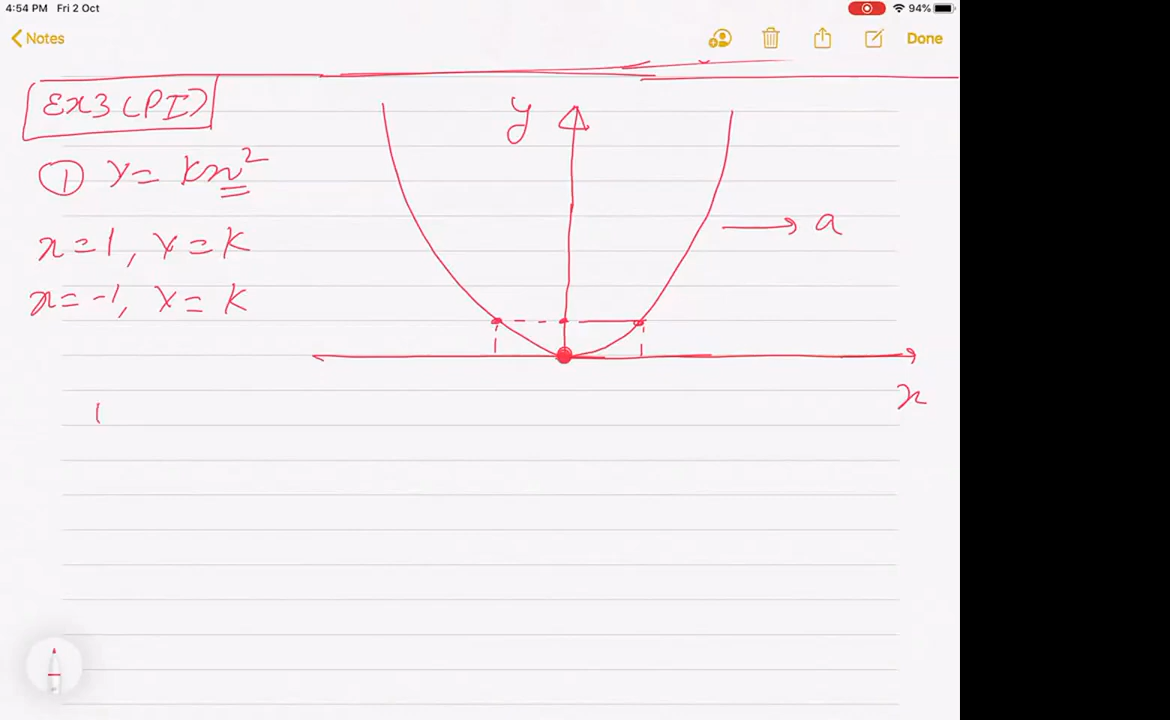 4:54 PM Fri 2 Oct
94%
Notes
Done
EX3 (PI)
① Y = Kx²
x = 1, Y = K
x = -1, Y = K
y
a
x